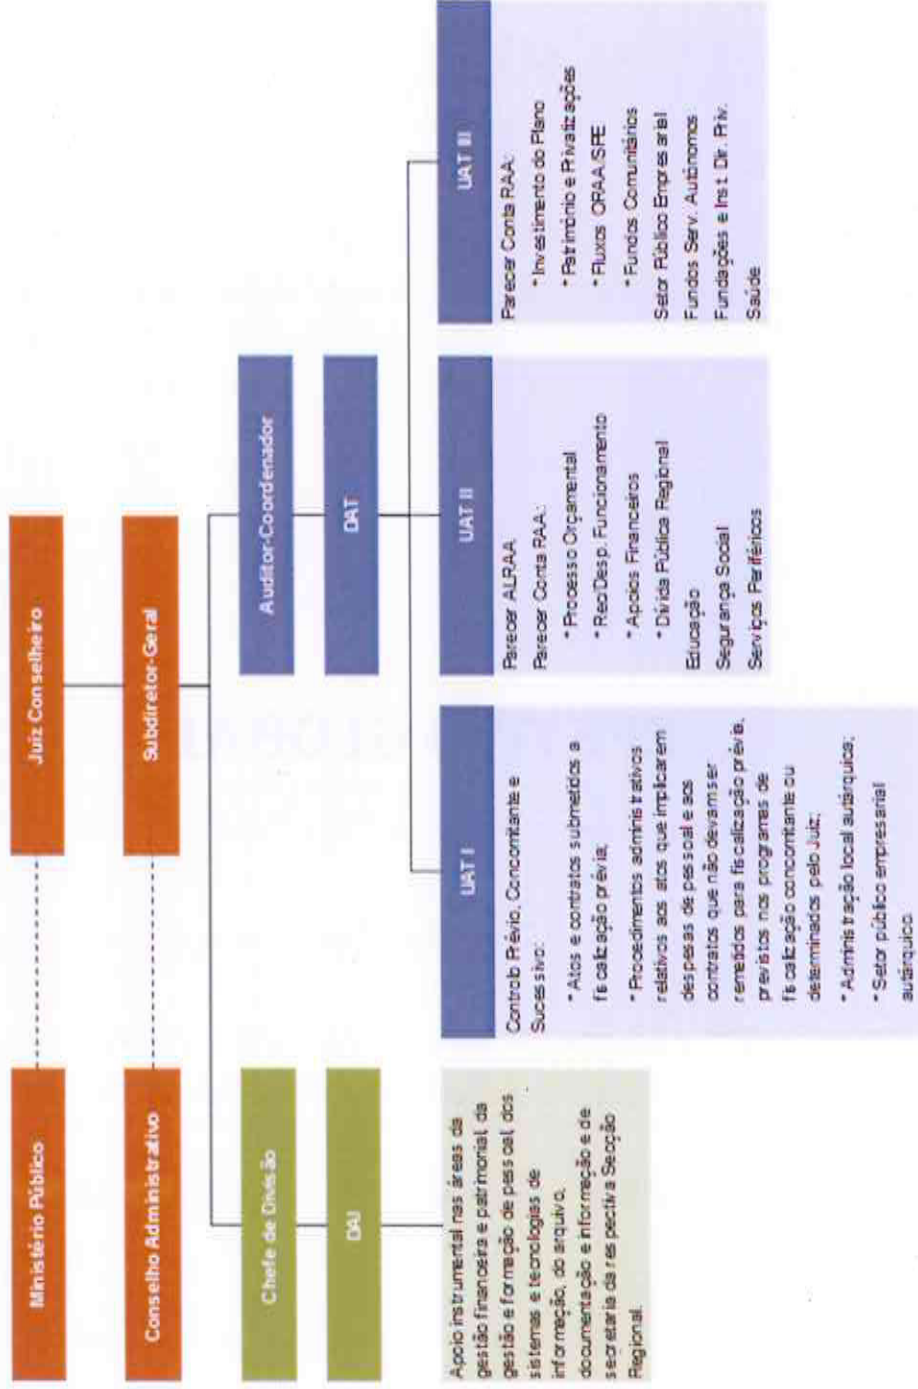 Ministério Público
Juiz Conselheiro
Conselho Administrativo
Subdiretor-Geral
Chefe de Divisão
Auditor-Coordenador
DAI
DAT
Apoio instrumental nas áreas da
gestão financeira e patrimonial, da
gestão e formação de pessoal, dos
sistemas e tecnologias de
informação, do arquivo,
documentação e informação e de
secretaria da respectiva Secção
Regional.
UAT I
Controlo Prévio, Concomitante e
Sucessivo:
* Atos e contratos submetidos a
fiscalização prévia;
* Procedimentos administrativos
relativos aos atos que implicarem
despesas de pessoal e aos
contratos que não devam ser
remetidos para fiscalização prévia,
previstos nos programas de
fiscalização concomitante ou
determinados pelo Juiz;
* Administração local autárquica;
* Setor público empresarial
autárquico.
UAT II
Parecer ALRAA
Parecer Conta RAA:
* Processo Orçamental
* Rec/Desp. Funcionamento
* Apoios Financeiros
* Dívida Pública Regional
Educação
Segurança Social
Serviços Periféricos
UAT III
Parecer Conta RAA:
* Investimento do Plano
* Património e Privatizações
* Fluxos ORAA/SPE
* Fundos Comunitários
Setor Público Empresarial
Fundos Serv. Autónomos
Fundações e Inst. Dir. Priv.
Saúde